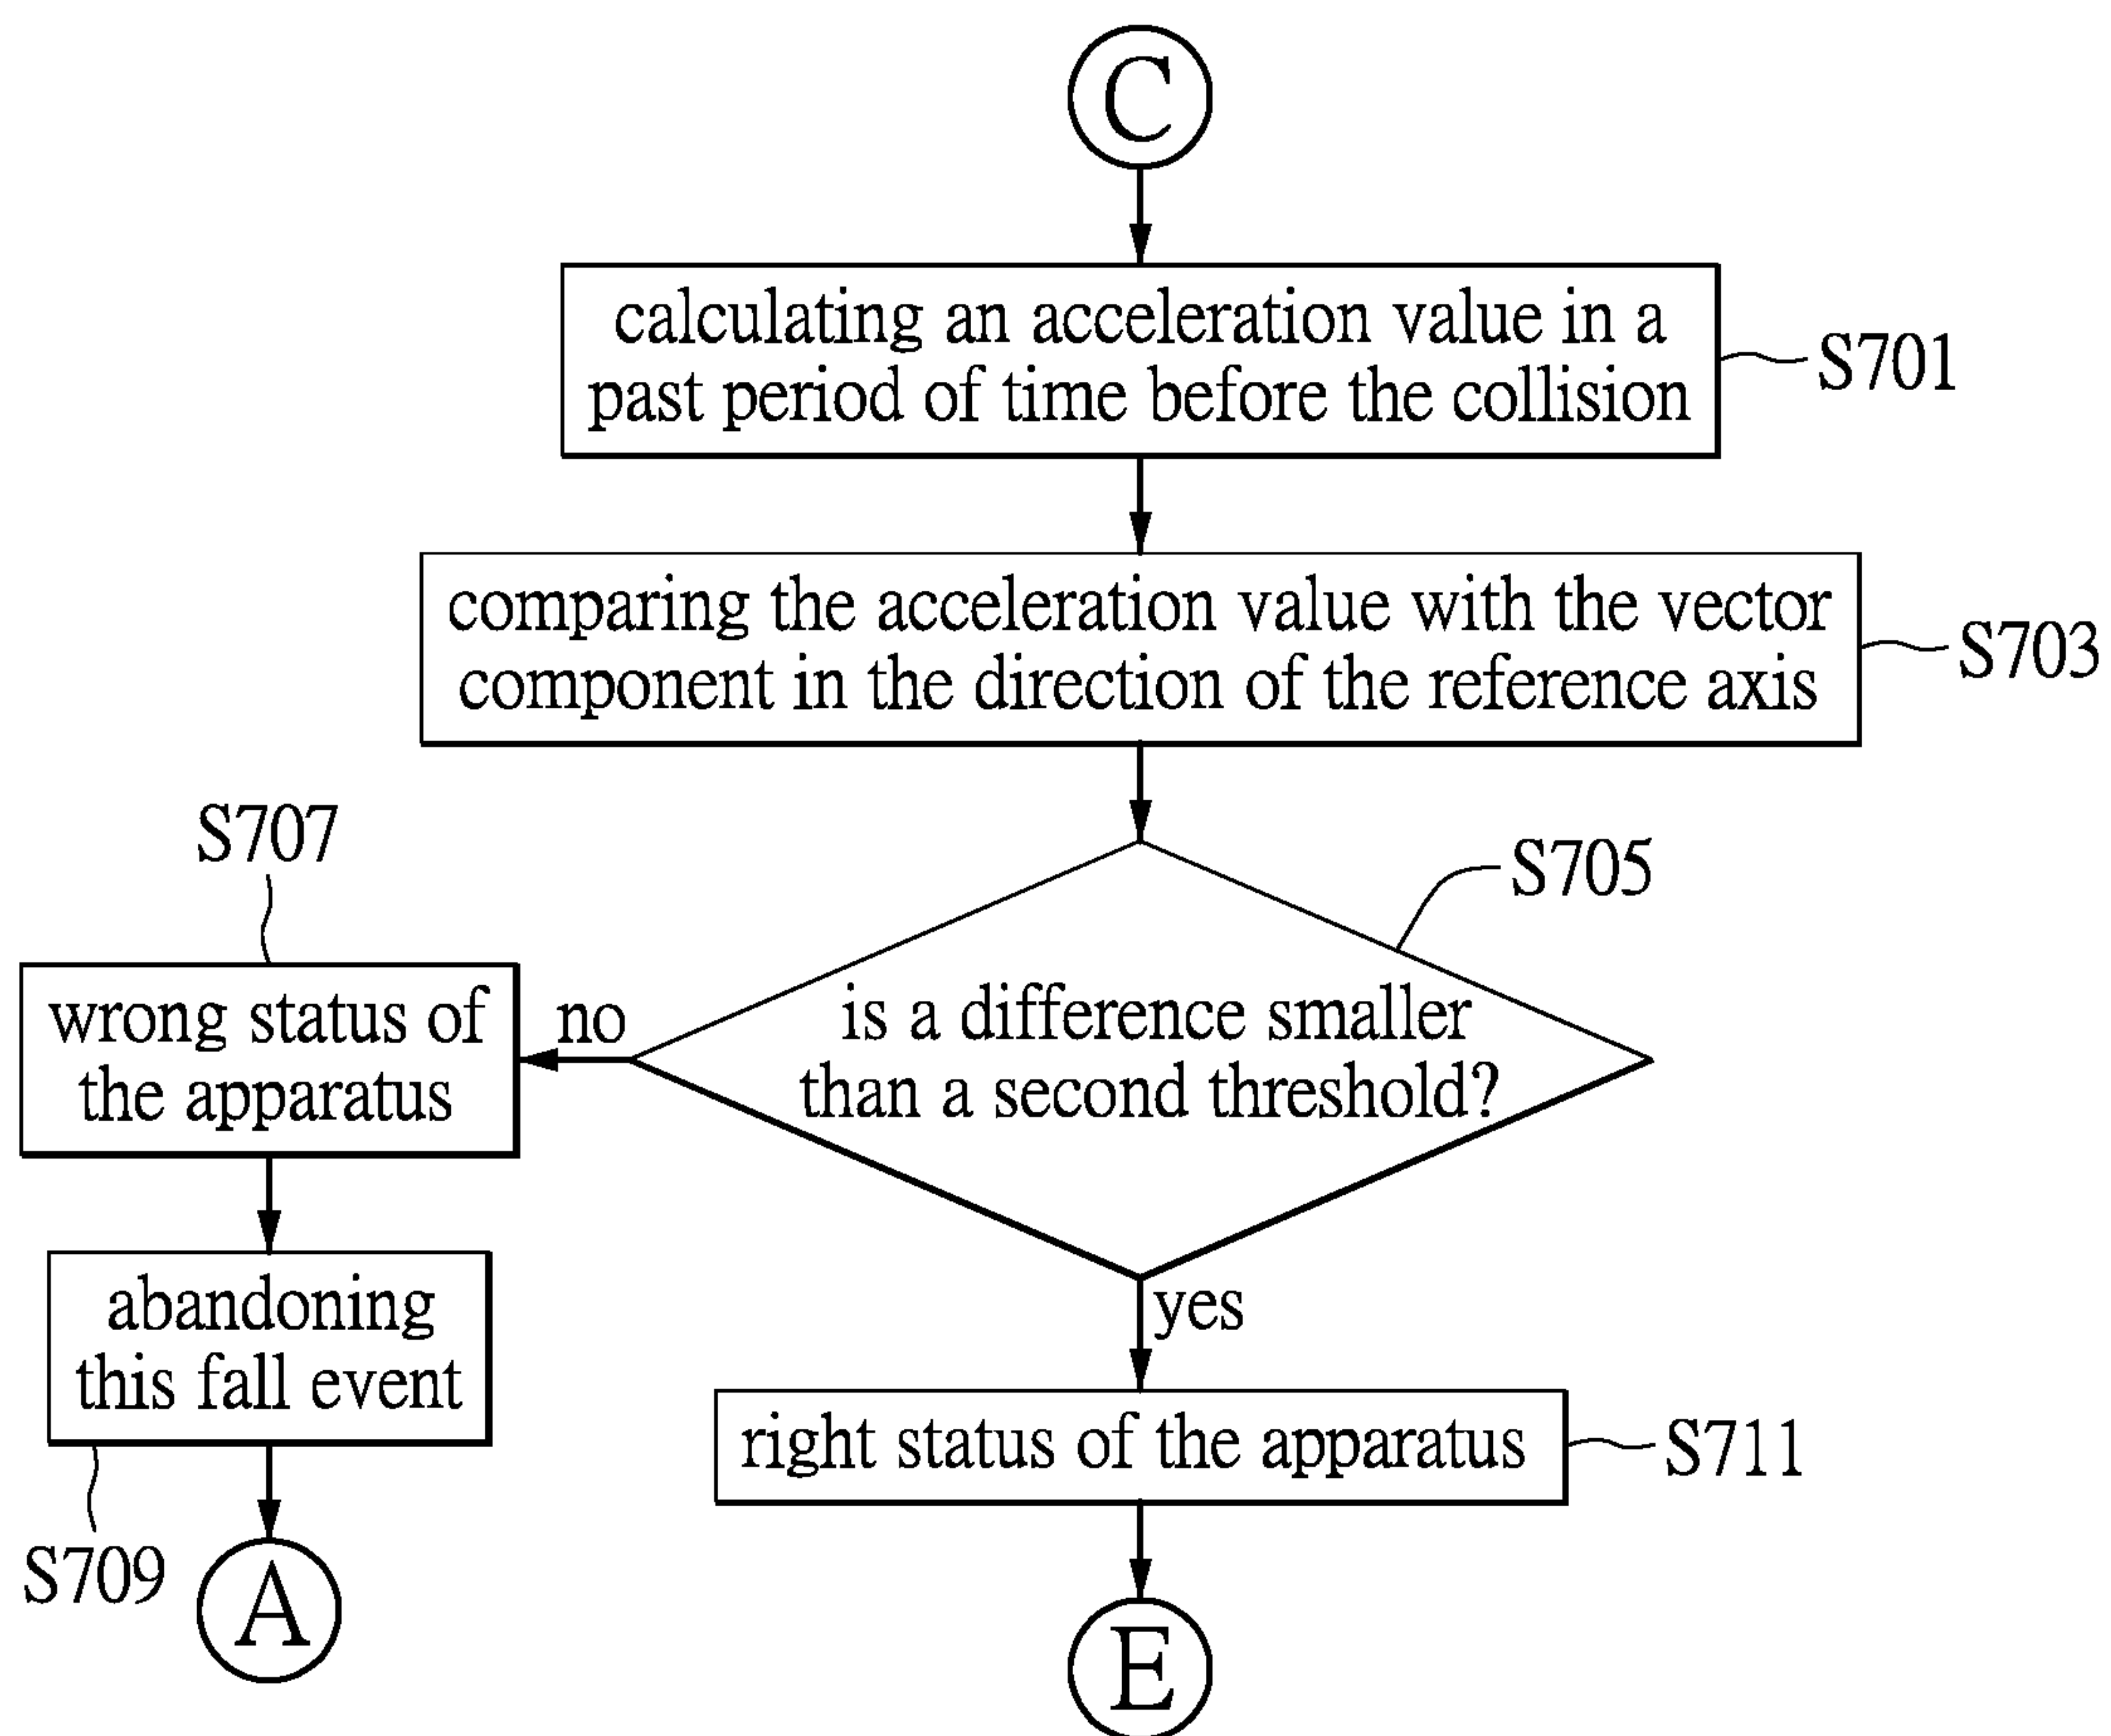 C
calculating an acceleration value in a
past period of time before the collision
S701
comparing the acceleration value with the vector
component in the direction of the reference axis
S703
S705
is a difference smaller
than a second threshold?
no
S707
wrong status of
the apparatus
abandoning
this fall event
S709
A
yes
right status of the apparatus
S711
E